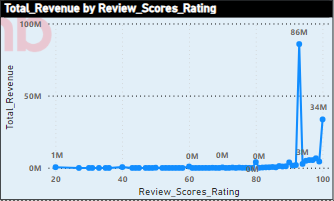 Total_Revenue by Review_Scores_Rating
100M
86M
50M
34M
1M
0M
0M
0M
0M
3M
0M
20
40
60
80
100
Total_Revenue
Review_Scores_Rating